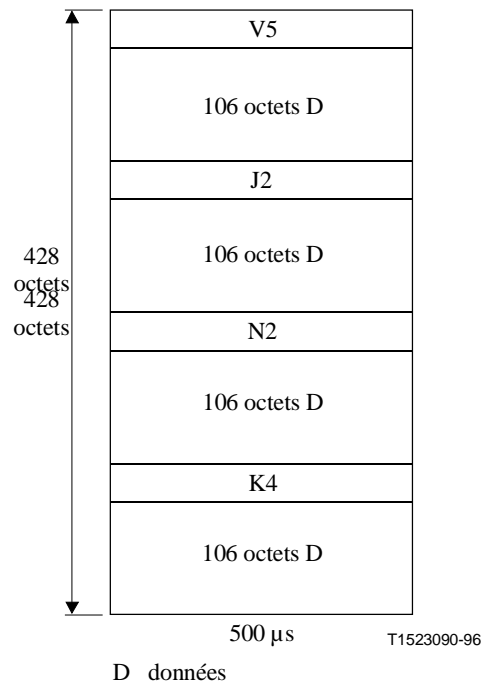 V5
106 octets D
J2
106 octets D
428
octets
428
octets
N2
106 octets D
K4
106 octets D
500 µs
T1523090-96
D données